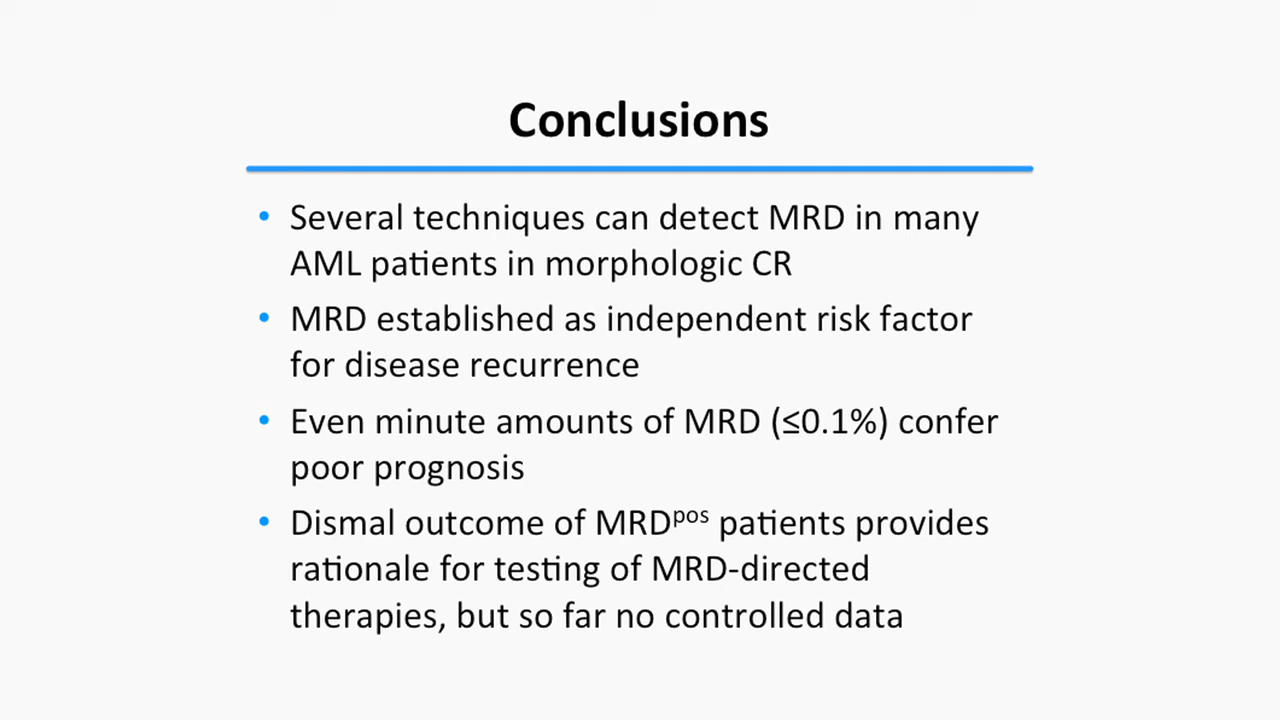 Conclusions
• Several techniques can detect MRD in many
AML patients in morphologic CR
• MRD established as independent risk factor
for disease recurrence
• Even minute amounts of MRD (≤0.1%) confer
poor prognosis
• Dismal outcome of MRDᵖᵒˢ patients provides
rationale for testing of MRD-directed
therapies, but so far no controlled data